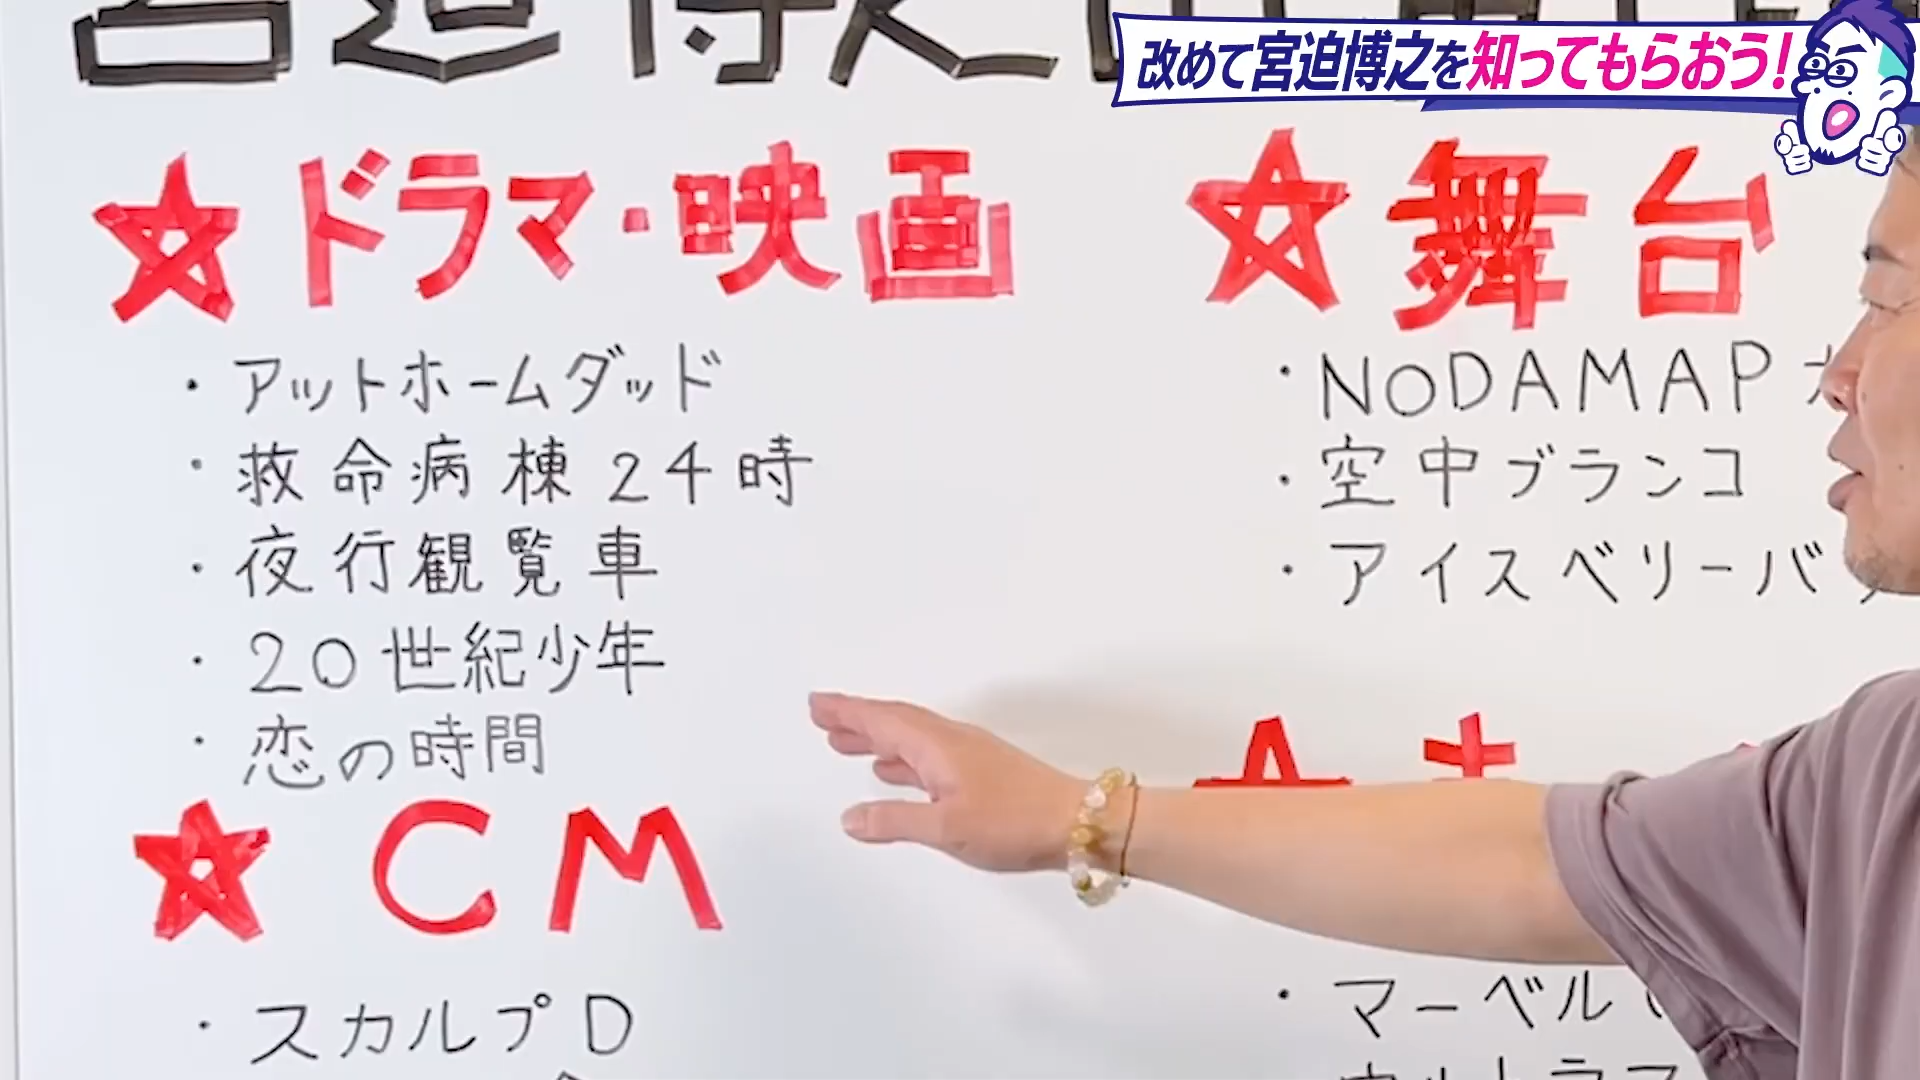 改めて宮迫博之を知ってもらおう!
宮迫博之
☆ドラマ・映画
・アットホームダッド
・救命病棟24時
・夜行観覧車
・20世紀少年
・恋の時間
☆CM
・スカルプD
☆舞台
・NODAMAP
・空中ブランコ
・アイスベリーバ
・マーベル